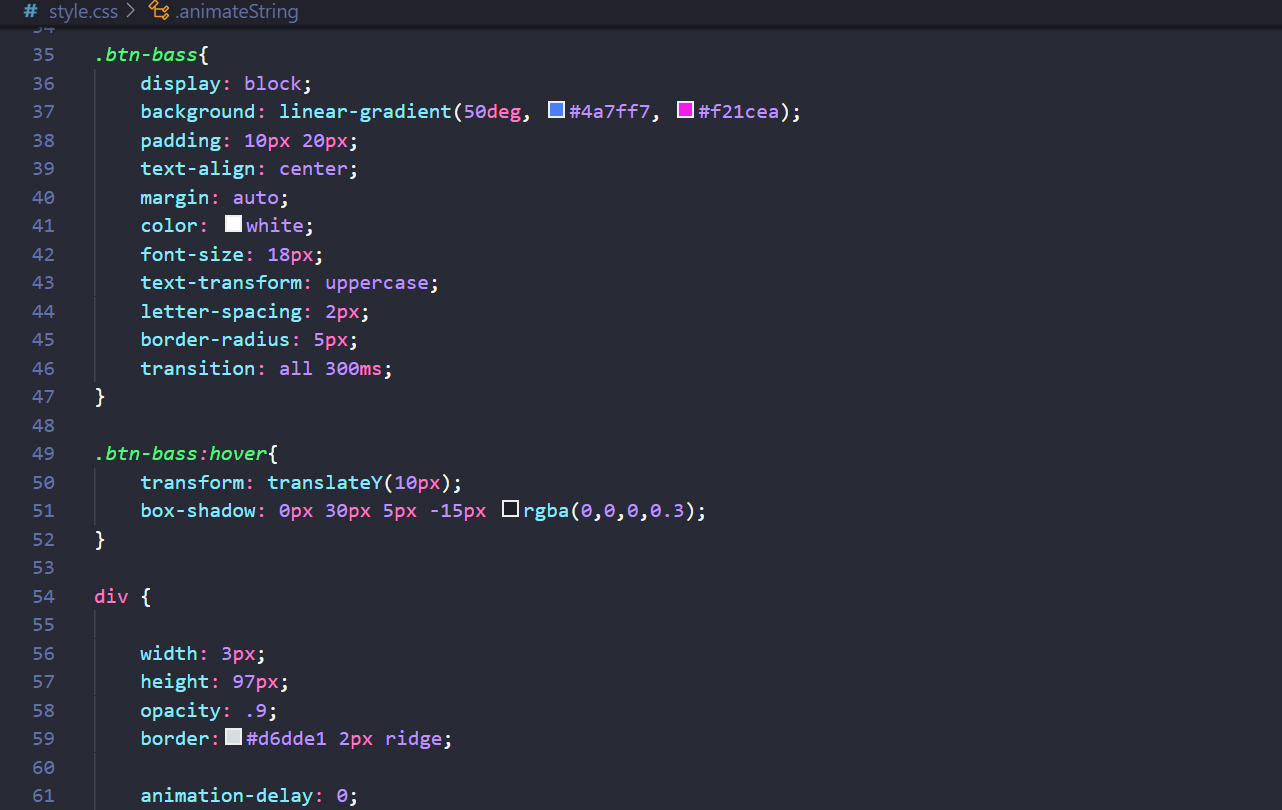 # style.css > .animateString
34
35 .btn-bass{
36 display: block;
37 background: linear-gradient(50deg, #4a7ff7, #f21cea);
38 padding: 10px 20px;
39 text-align: center;
40 margin: auto;
41 color: white;
42 font-size: 18px;
43 text-transform: uppercase;
44 letter-spacing: 2px;
45 border-radius: 5px;
46 transition: all 300ms;
47 }
48
49 .btn-bass:hover{
50 transform: translateY(10px);
51 box-shadow: 0px 30px 5px -15px rgba(0,0,0,0.3);
52 }
53
54 div {
55
56 width: 3px;
57 height: 97px;
58 opacity: .9;
59 border: #d6dde1 2px ridge;
60
61 animation-delay: 0;